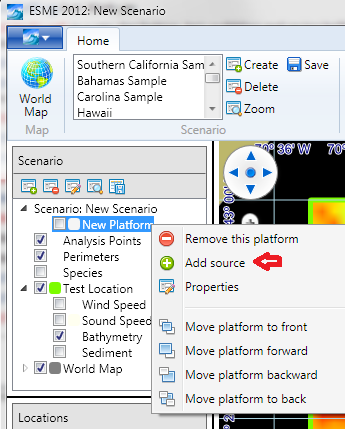 ESME 2012: New Scenario
Home
World Map
Map
Southern California Sam
Bahamas Sample
Carolina Sample
Hawaii
Create
Save
Delete
Zoom
Scenario
Scenario
70° 36' W 70°
43° 00'
Scenario: New Scenario
New Platform
Analysis Points
Perimeters
Species
Test Location
Wind Speed
Sound Speed
Bathymetry
Sediment
World Map
Remove this platform
Add source
Properties
Move platform to front
Move platform forward
Move platform backward
Move platform to back
Locations